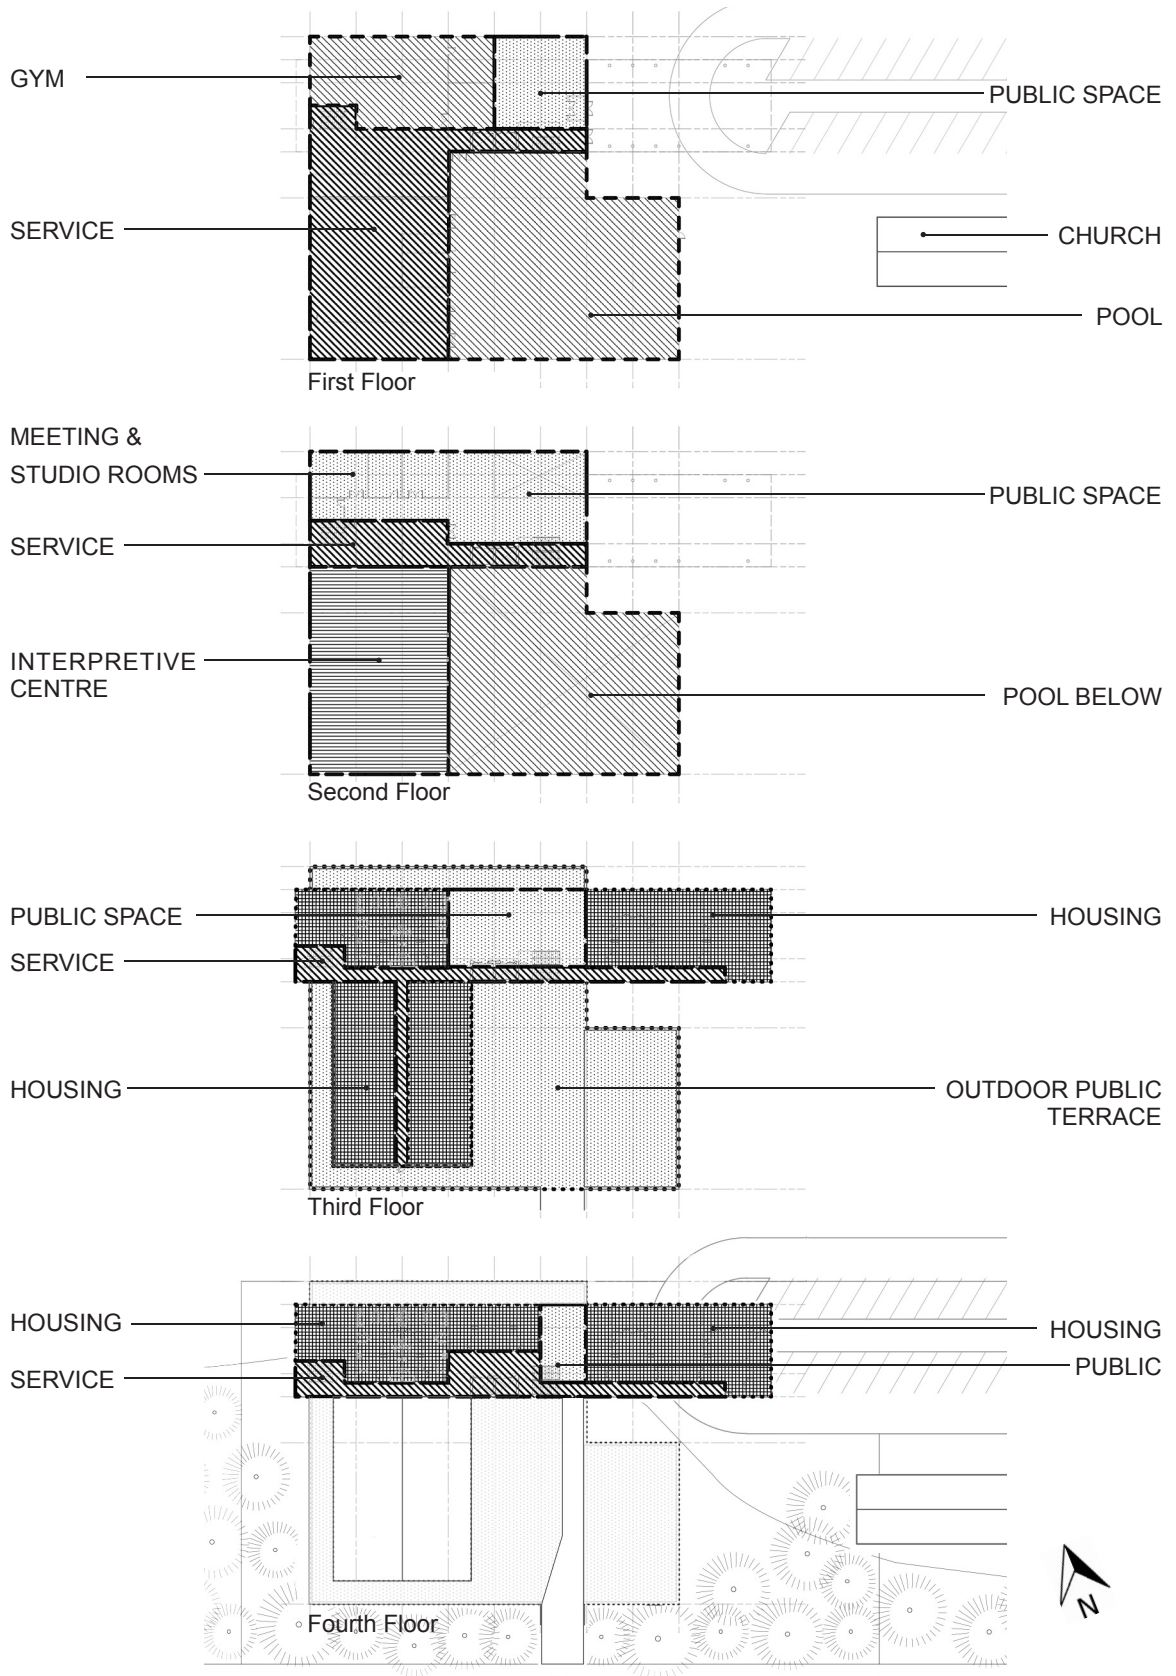 GYM
PUBLIC SPACE
SERVICE
CHURCH
POOL
First Floor
MEETING &
STUDIO ROOMS
PUBLIC SPACE
SERVICE
INTERPRETIVE
CENTRE
POOL BELOW
Second Floor
PUBLIC SPACE
HOUSING
SERVICE
HOUSING
OUTDOOR PUBLIC
TERRACE
Third Floor
HOUSING
HOUSING
PUBLIC
SERVICE
N
Fourth Floor